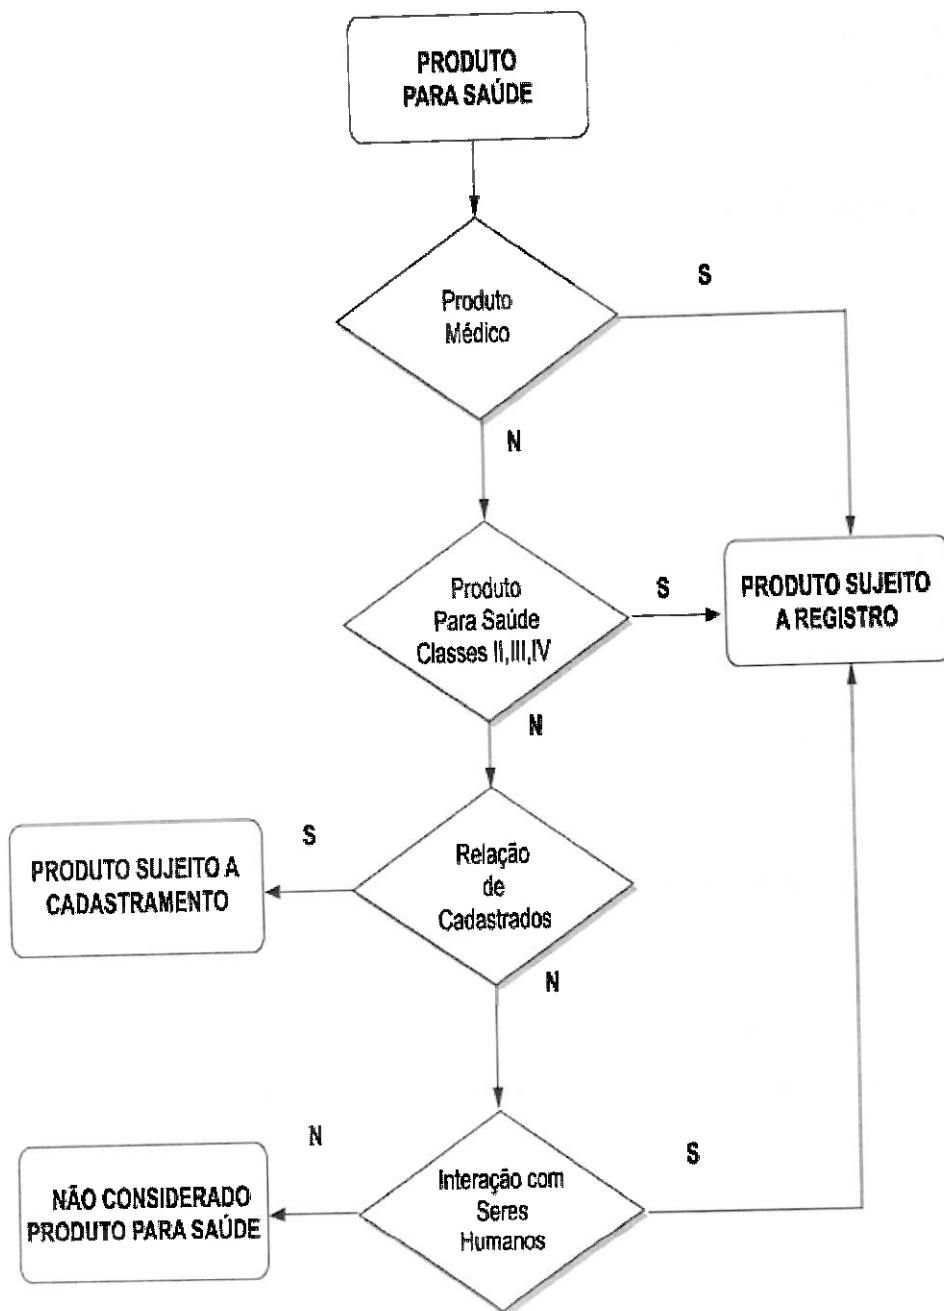 PRODUTO
PARA SAÚDE
Produto
Médico
S
N
Produto
Para Saúde
Classes II,III,IV
S
PRODUTO SUJEITO
A REGISTRO
N
Relação
de
Cadastrados
S
PRODUTO SUJEITO A
CADASTRAMENTO
N
Interação com
Seres
Humanos
N
S
NÃO CONSIDERADO
PRODUTO PARA SAÚDE